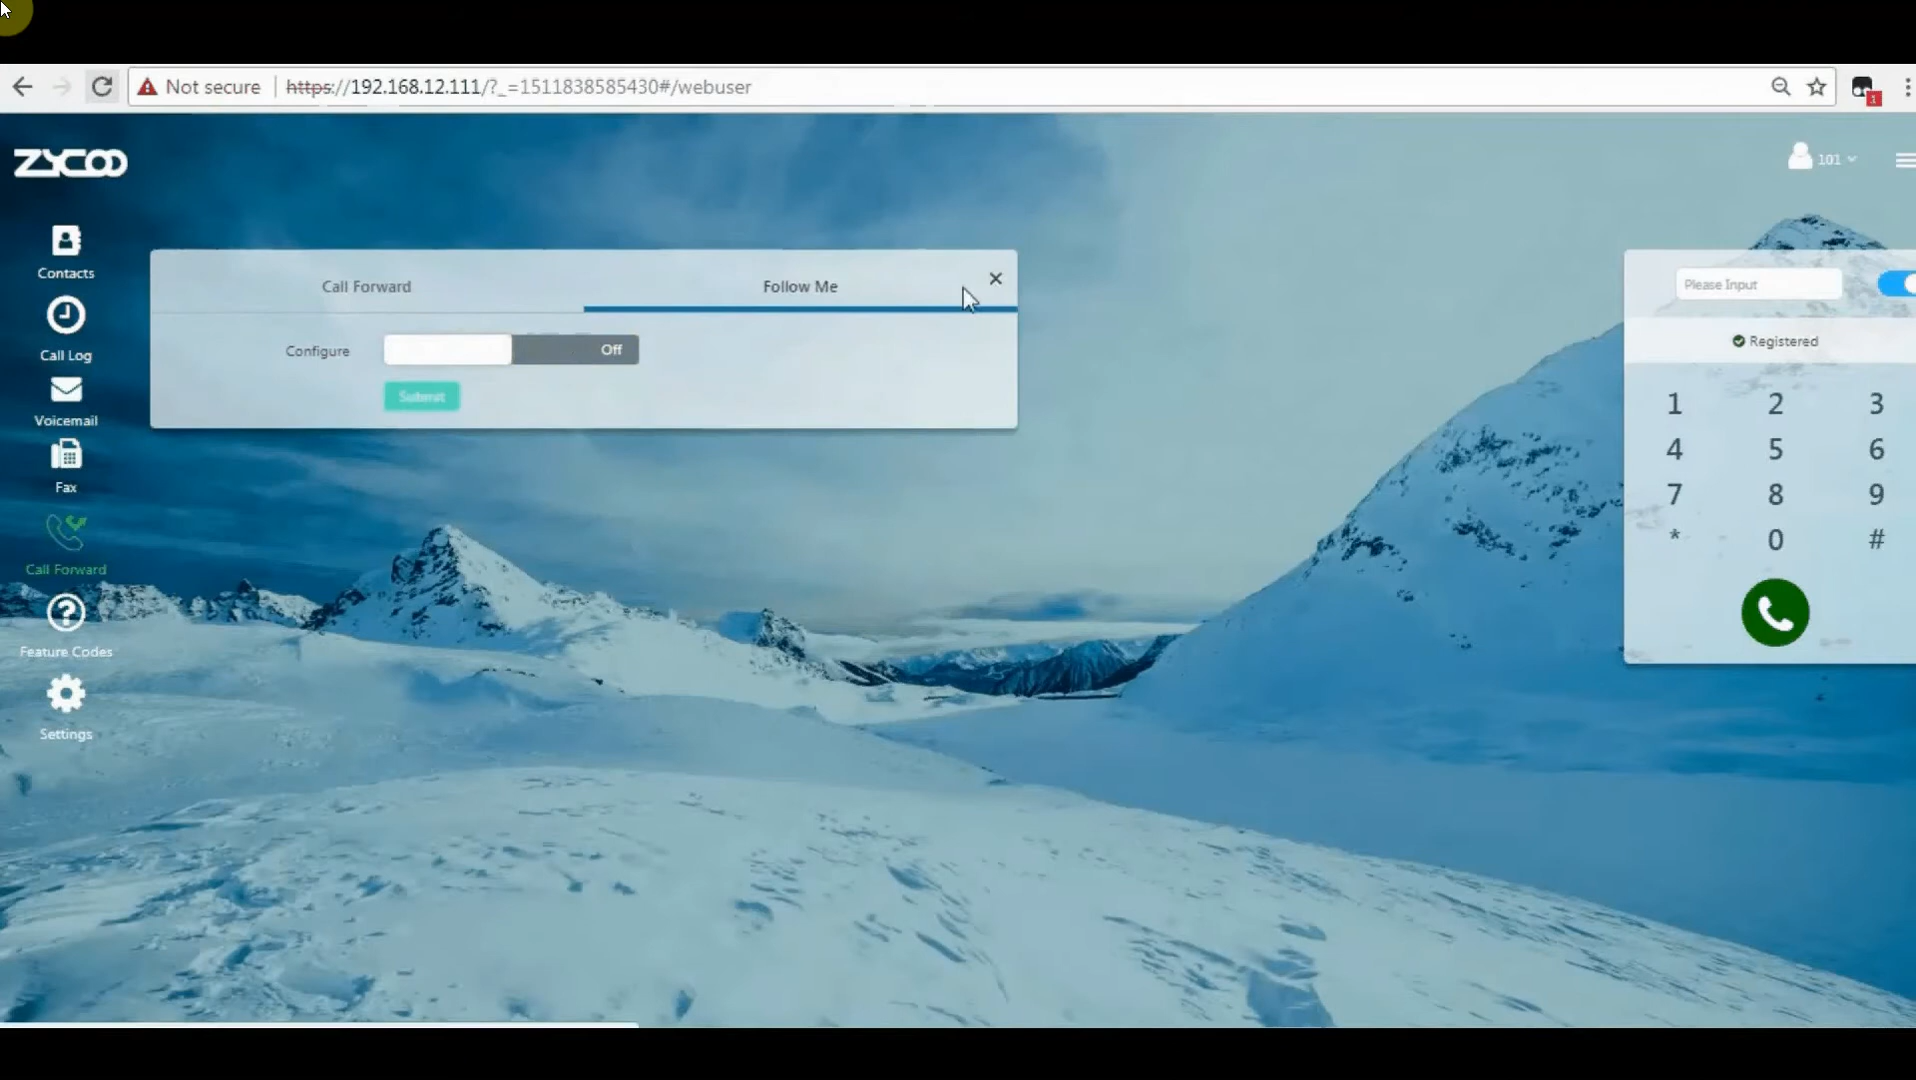 Not secure https://192.168.12.111/?_=1511838585430#/webuser
1
ZYCOO
101
Contacts
Call Log
Voicemail
Fax
Call Forward
Feature Codes
Settings
Call Forward Follow Me
Configure Off
Submit
Please Input
Registered
1 2 3
4 5 6
7 8 9
* 0 #